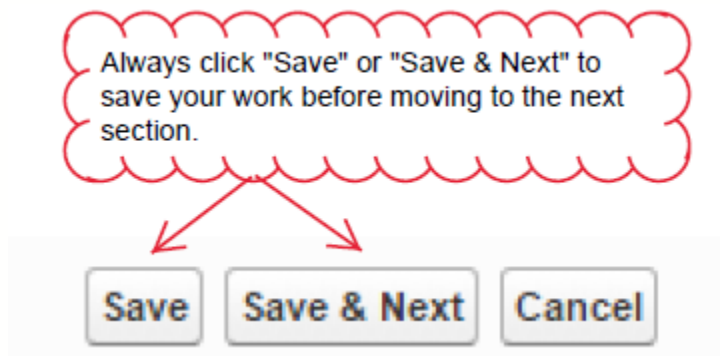 Always click "Save" or "Save & Next" to
save your work before moving to the next
section.
Save Save & Next Cancel